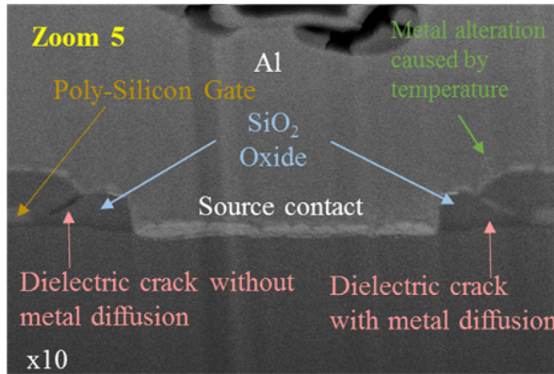 Zoom 5
Metal alteration
caused by
temperature
Al
Poly-Silicon Gate
SiO₂
Oxide
Source contact
Dielectric crack without
metal diffusion
Dielectric crack
with metal diffusion
x10